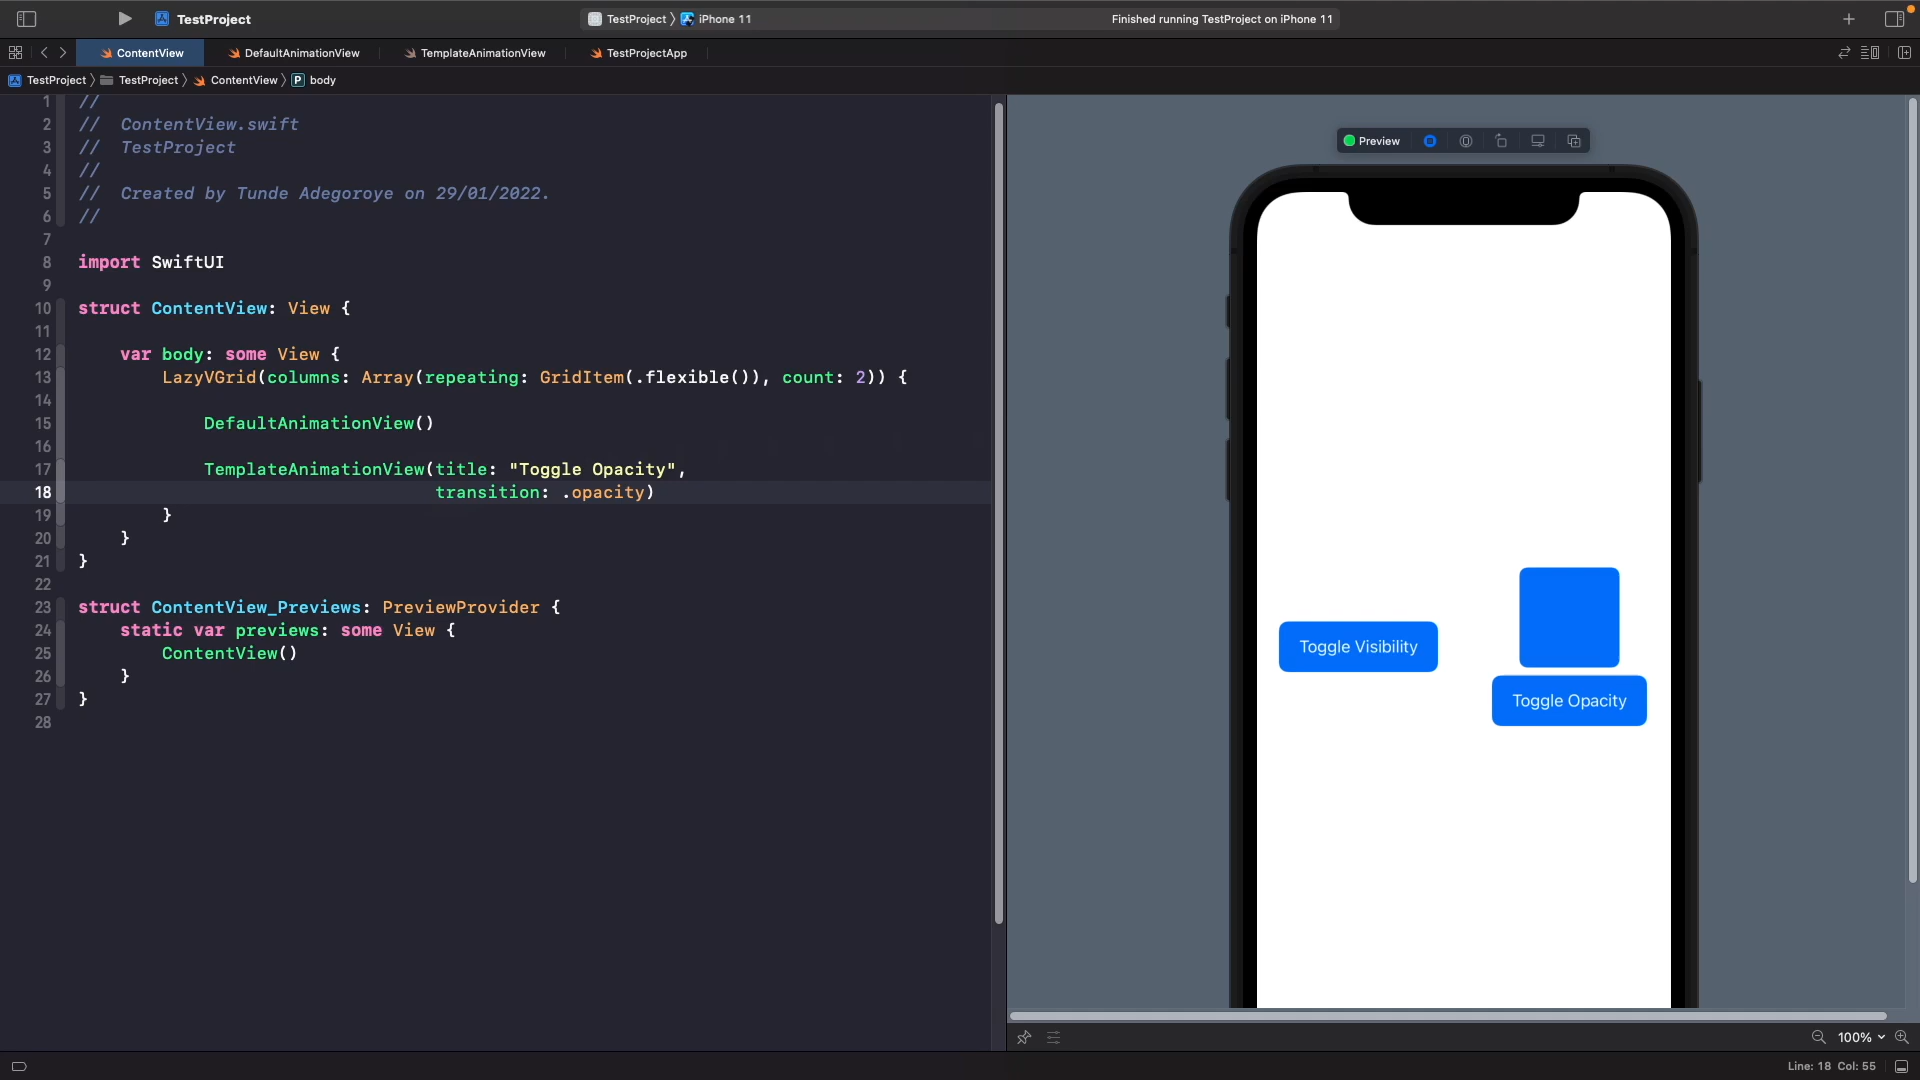 TestProject
TestProject 〉 iPhone 11
Finished running TestProject on iPhone 11
ContentView
DefaultAnimationView
TemplateAnimationView
TestProjectApp
TestProject 〉 TestProject 〉 ContentView 〉 P body
1 //
2 //  ContentView.swift
3 //  TestProject
4 //
5 //  Created by Tunde Adegoroye on 29/01/2022.
6 //
7
8 import SwiftUI
9
10 struct ContentView: View {
11
12     var body: some View {
13         LazyVGrid(columns: Array(repeating: GridItem(.flexible()), count: 2)) {
14
15             DefaultAnimationView()
16
17             TemplateAnimationView(title: "Toggle Opacity",
18                                   transition: .opacity)
19         }
20     }
21 }
22
23 struct ContentView_Previews: PreviewProvider {
24     static var previews: some View {
25         ContentView()
26     }
27 }
28
Preview
Toggle Visibility
Toggle Opacity
100%
Line: 18 Col: 55